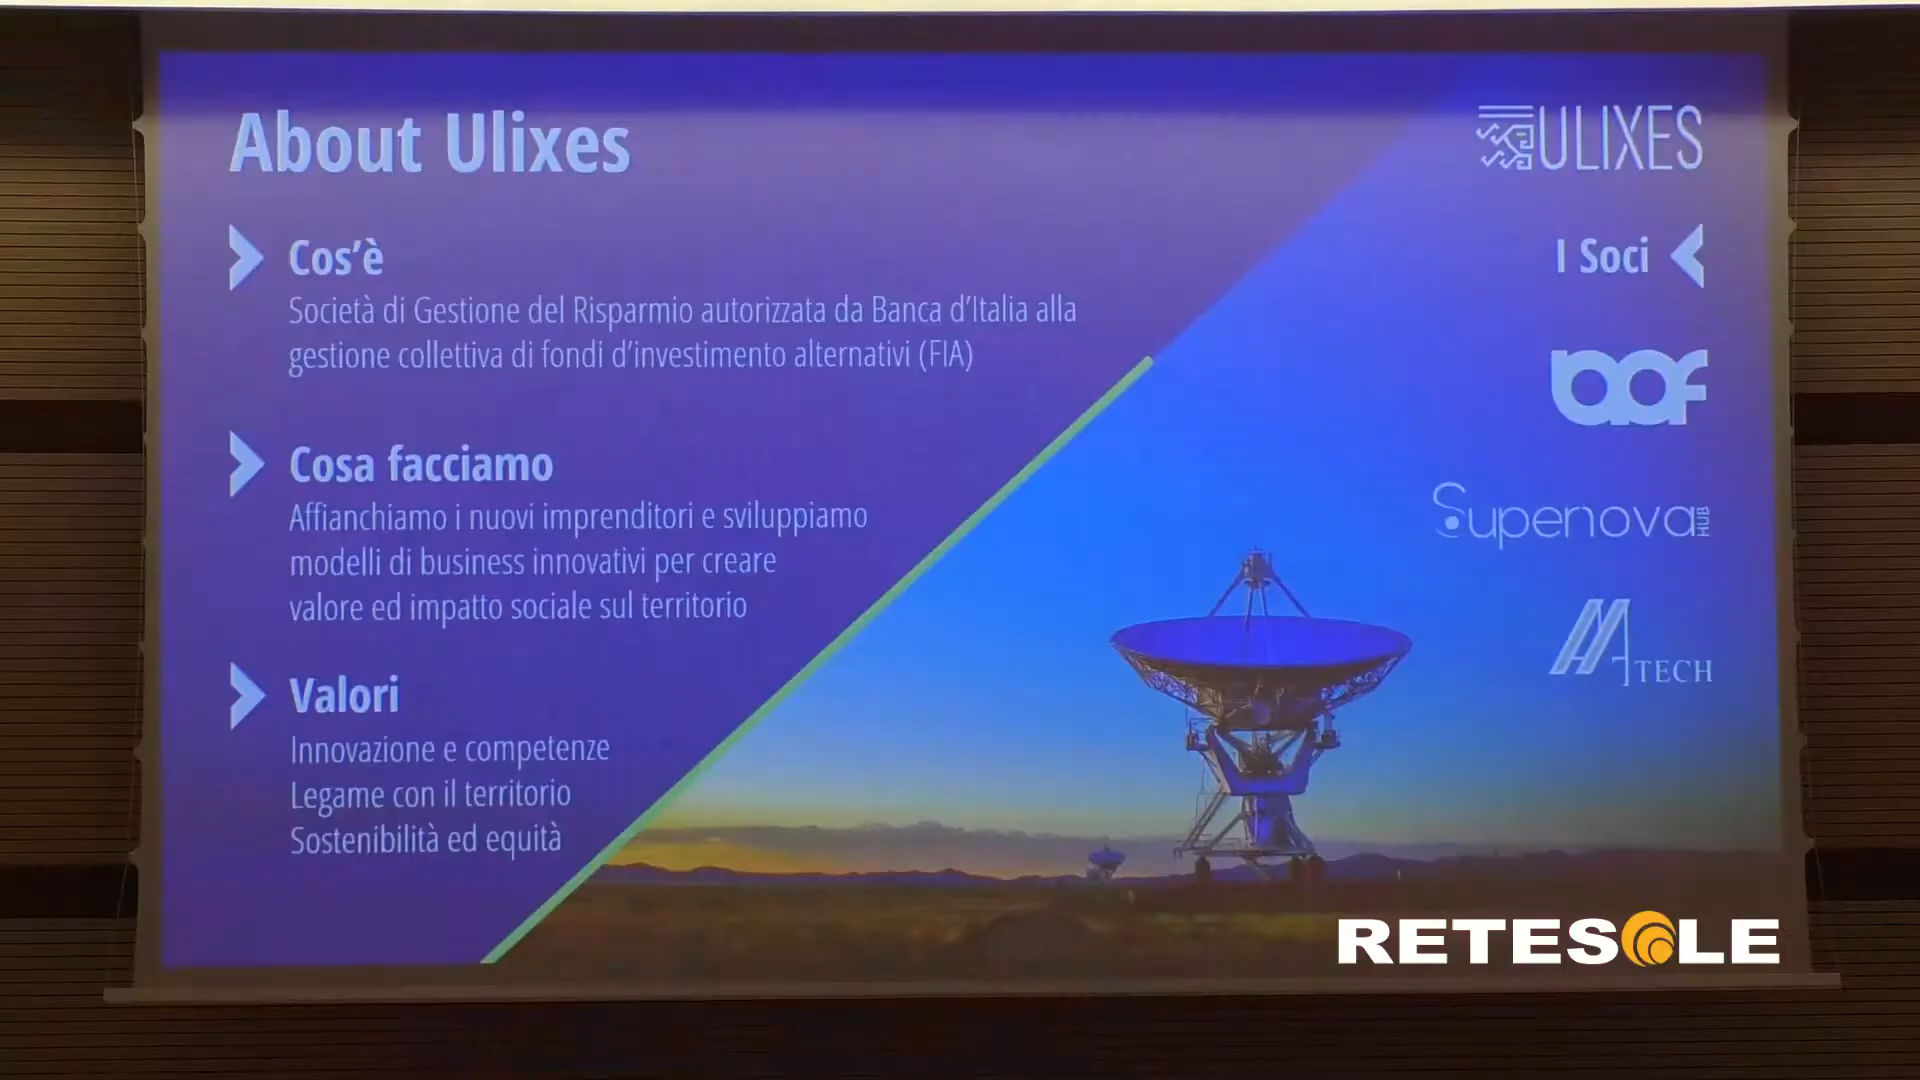 About Ulixes
ULIXES
Cos'è
Società di Gestione del Risparmio autorizzata da Banca d'Italia alla
gestione collettiva di fondi d'investimento alternativi (FIA)
Cosa facciamo
Affianchiamo i nuovi imprenditori e sviluppiamo
modelli di business innovativi per creare
valore ed impatto sociale sul territorio
Valori
Innovazione e competenze
Legame con il territorio
Sostenibilità ed equità
I Soci
Supenova HUB
TECH
RETESOLE